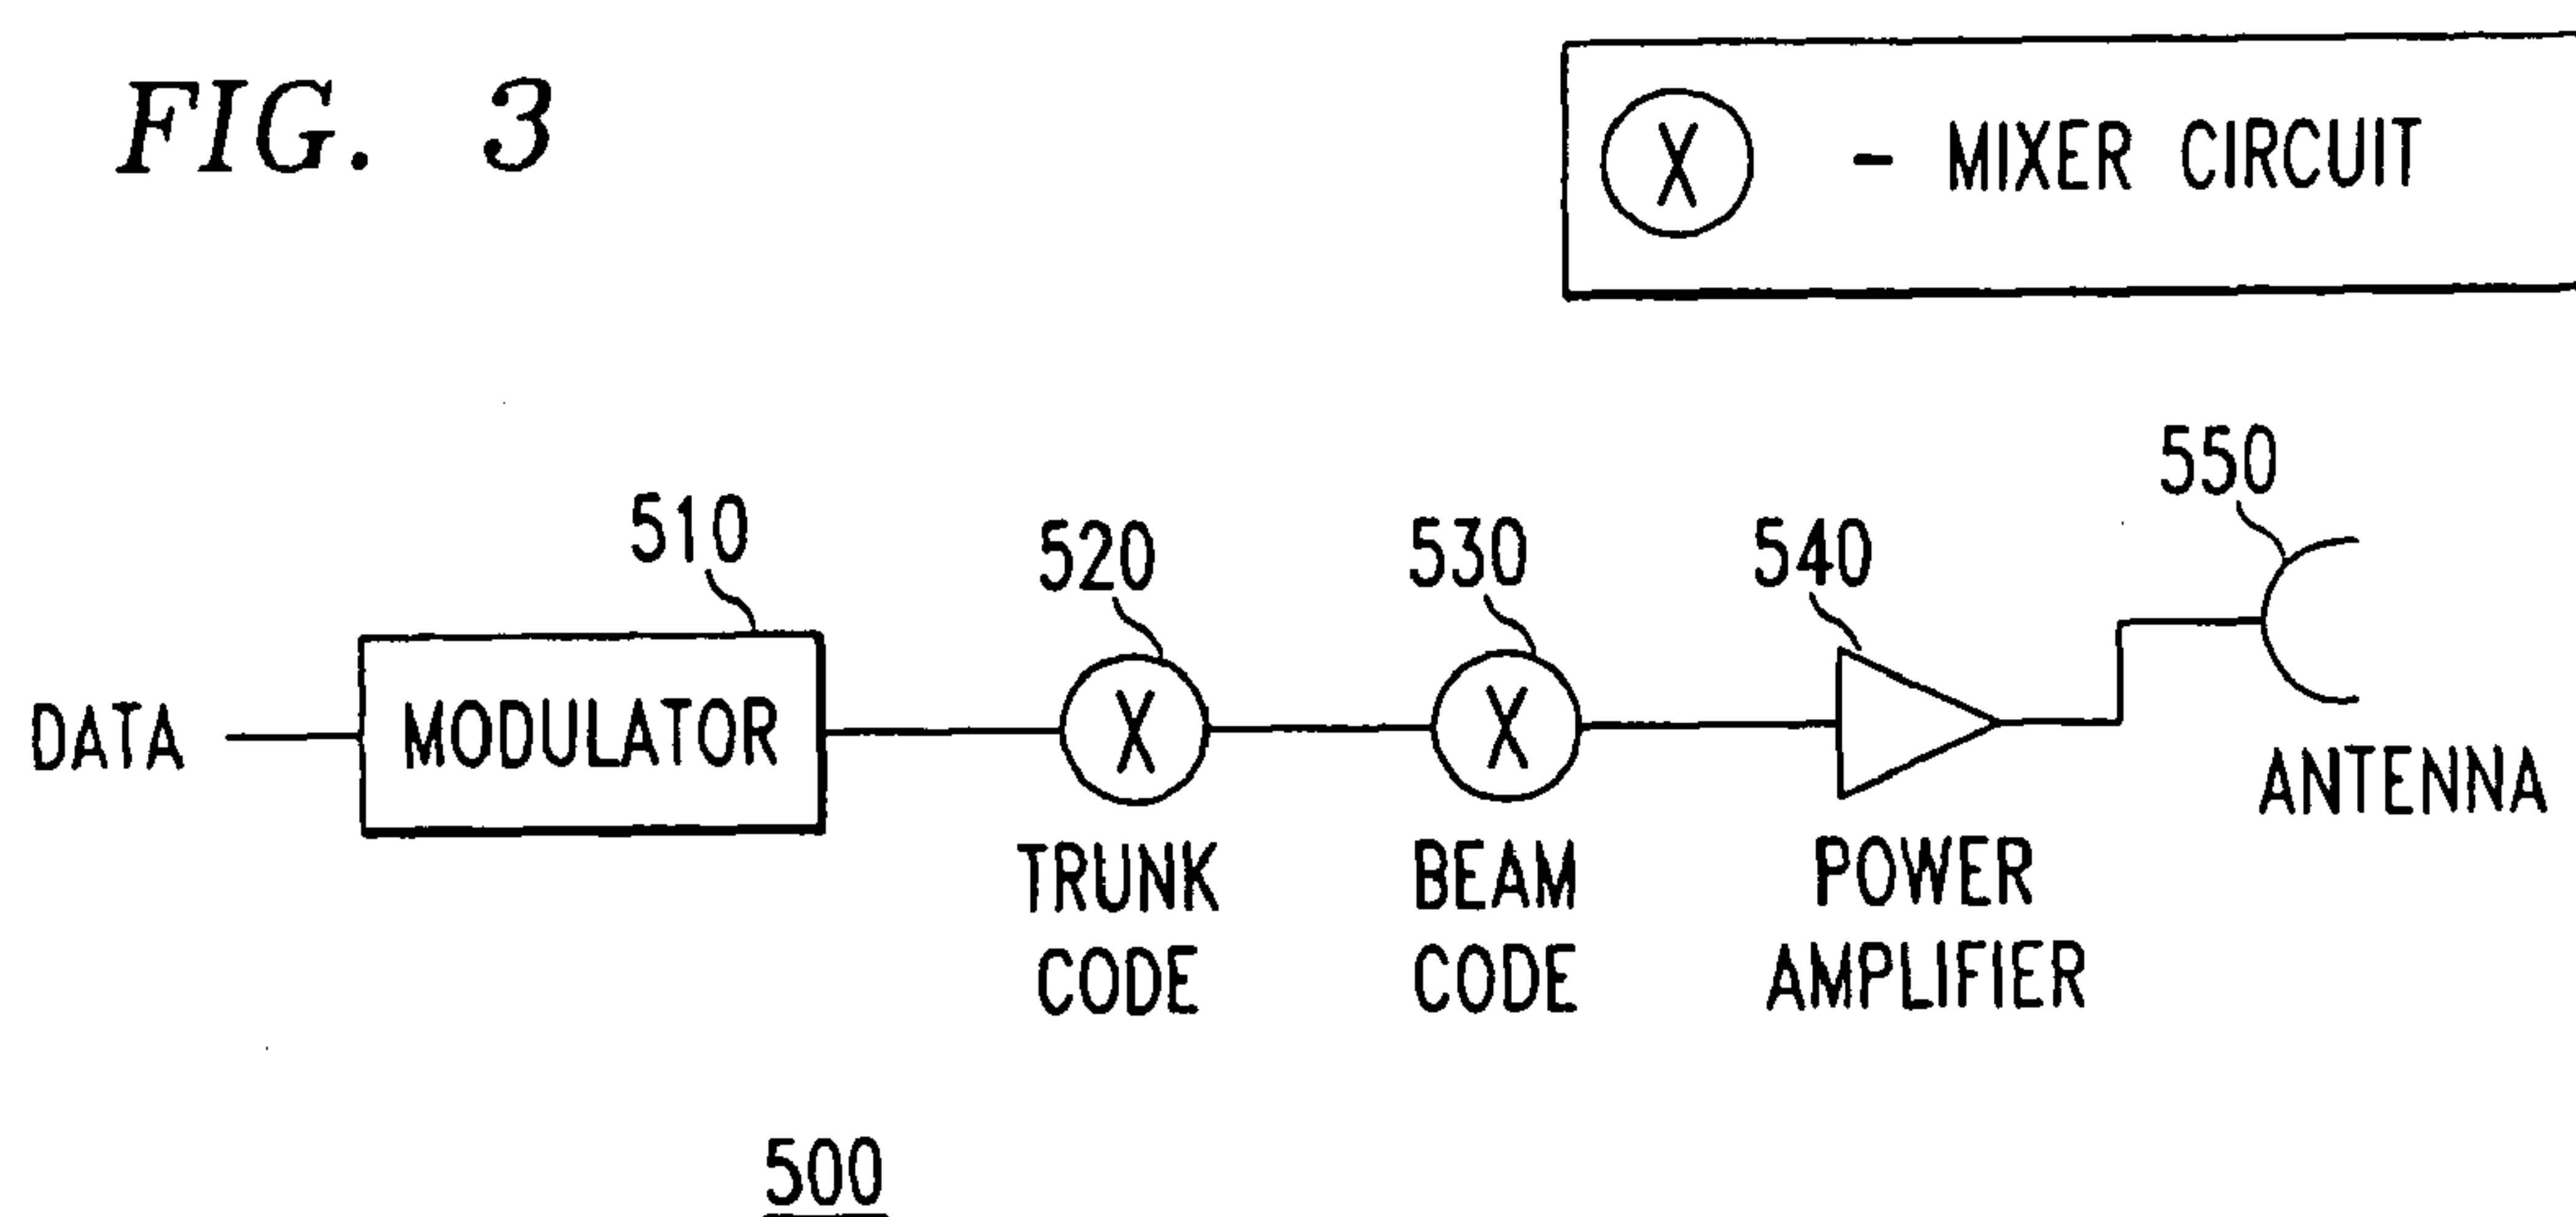 FIG. 3
X - MIXER CIRCUIT
550
510
520
530
540
DATA
MODULATOR
X
X
ANTENNA
TRUNK
CODE
BEAM
CODE
POWER
AMPLIFIER
500